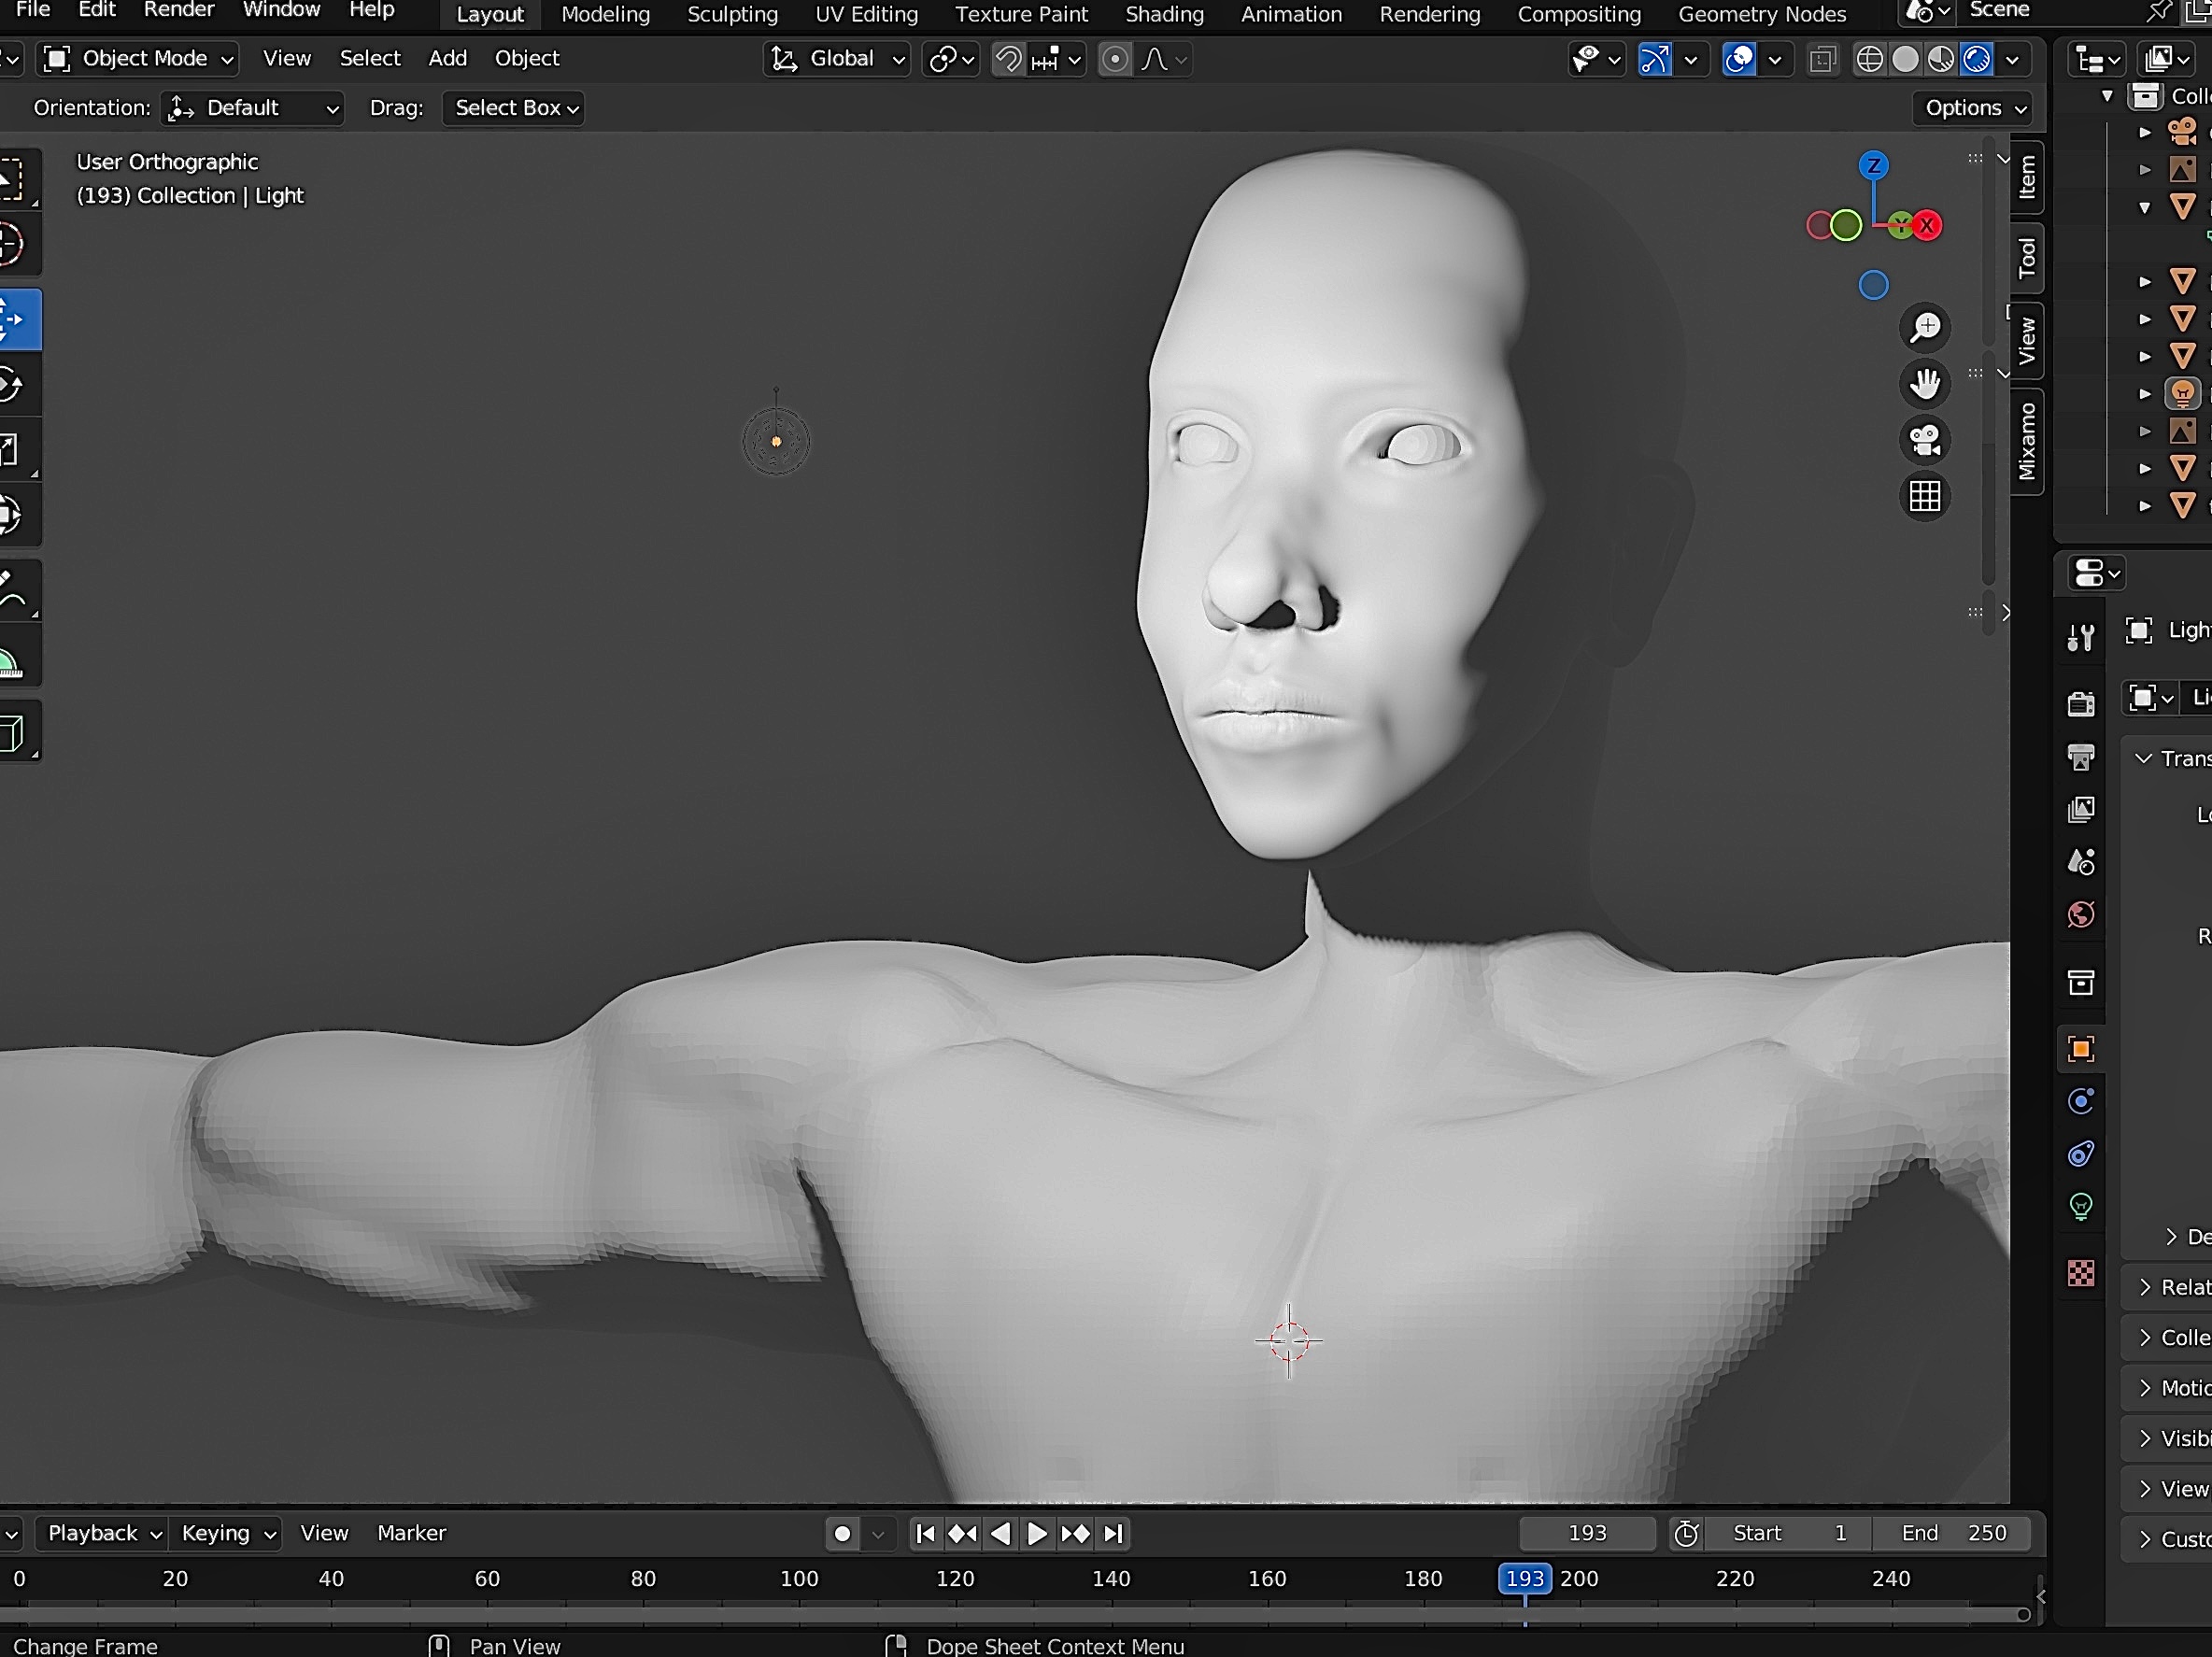 File Edit Render Window Help Layout Modeling Sculpting UV Editing Texture Paint Shading Animation Rendering Compositing Geometry Nodes Scene
Object Mode View Select Add Object Global
Orientation: Default Drag: Select Box Options
User Orthographic
(193) Collection | Light
Z
Y X
Item
Tool
View
Mixamo
Coll
Ligh
Li
Trans
Lo
R
De
Relat
Colle
Motic
Visibi
View
Custo
Playback Keying View Marker 193 Start 1 End 250
0 20 40 60 80 100 120 140 160 180 193 200 220 240
Change Frame Pan View Dope Sheet Context Menu